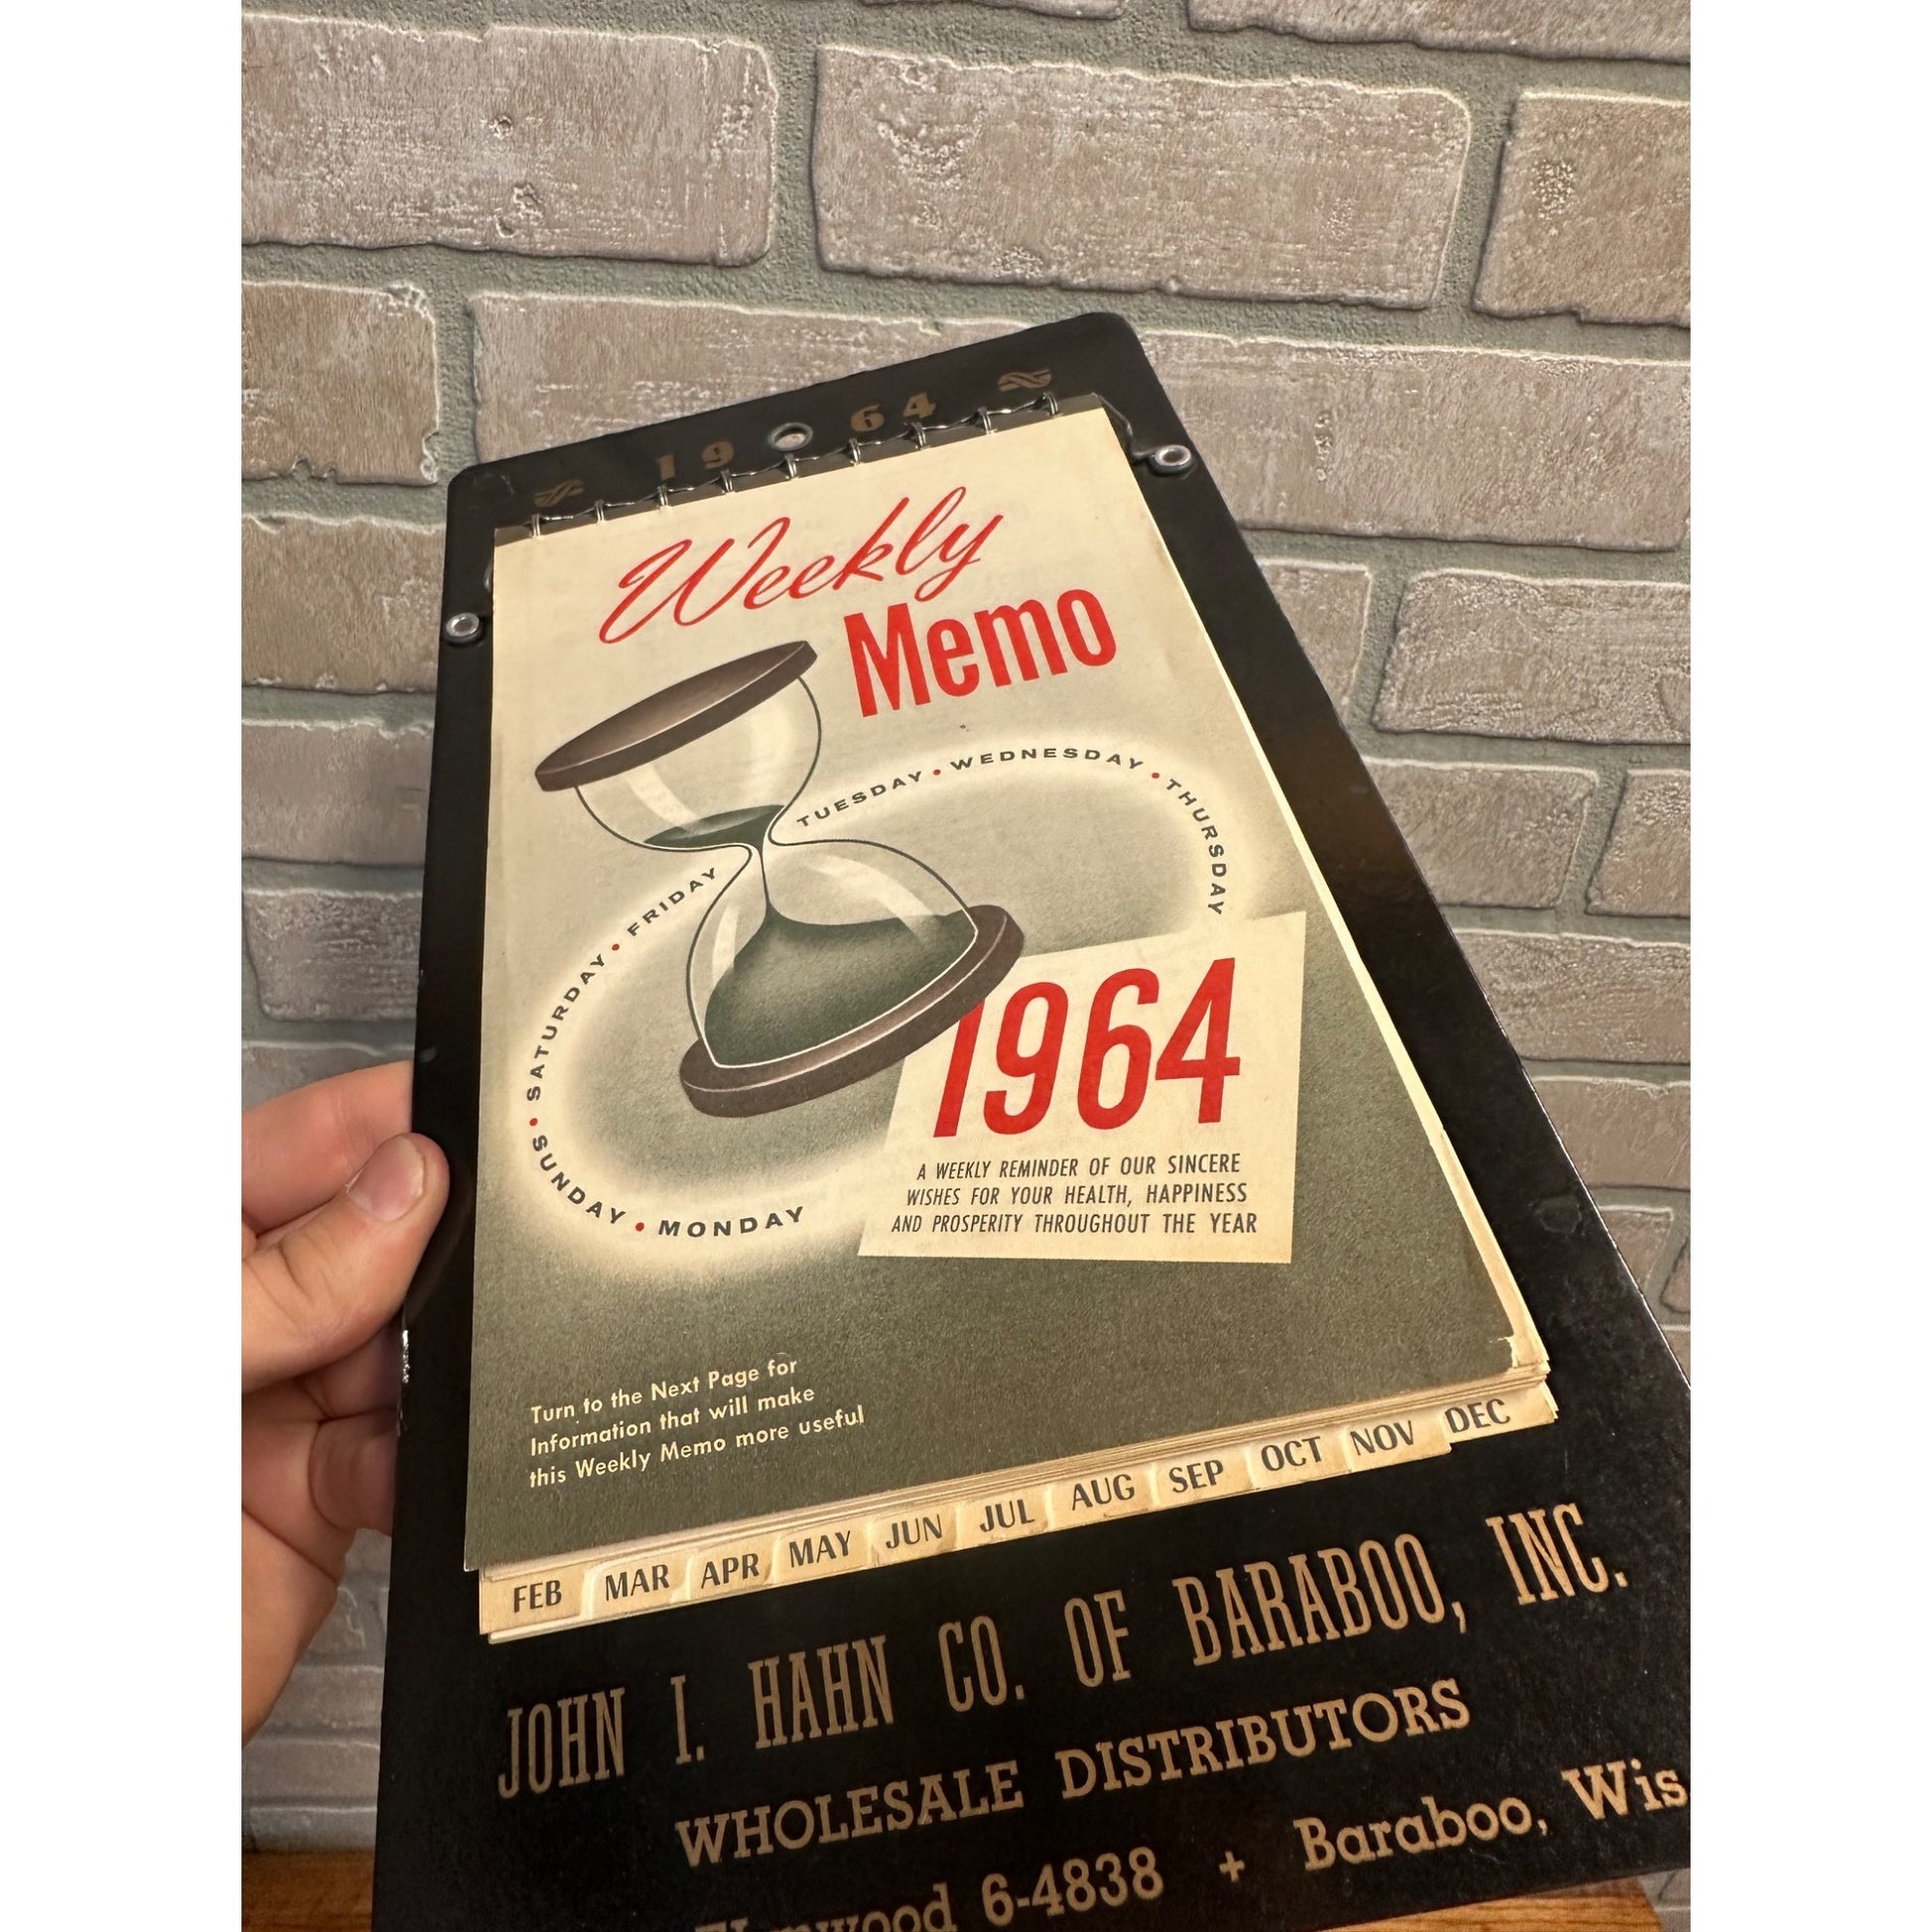 19 64
Weekly
Memo
TUESDAY • WEDNESDAY • THURSDAY
FRIDAY
SATURDAY
SUNDAY • MONDAY
1964
A WEEKLY REMINDER OF OUR SINCERE
WISHES FOR YOUR HEALTH, HAPPINESS
AND PROSPERITY THROUGHOUT THE YEAR
Turn to the Next Page for
Information that will make
this Weekly Memo more useful
FEB MAR APR MAY JUN JUL AUG SEP OCT NOV DEC
JOHN I. HAHN CO. OF BARABOO, INC.
WHOLESALE DISTRIBUTORS
6-4838 + Baraboo, Wis